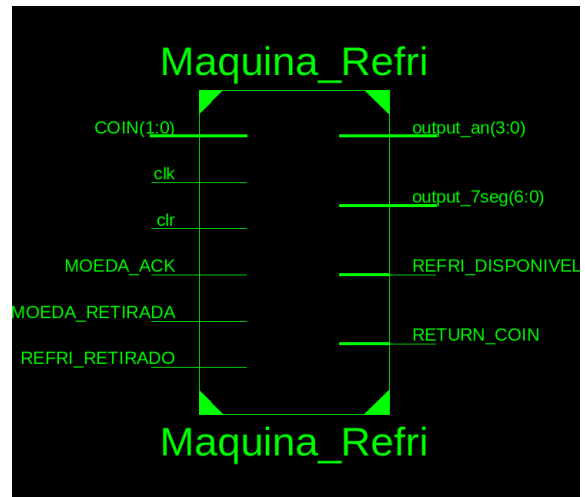 Maquina_Refri
COIN(1:0)
clk
clr
MOEDA_ACK
MOEDA_RETIRADA
REFRI_RETIRADO
output_an(3:0)
output_7seg(6:0)
REFRI_DISPONIVEL
RETURN_COIN
Maquina_Refri